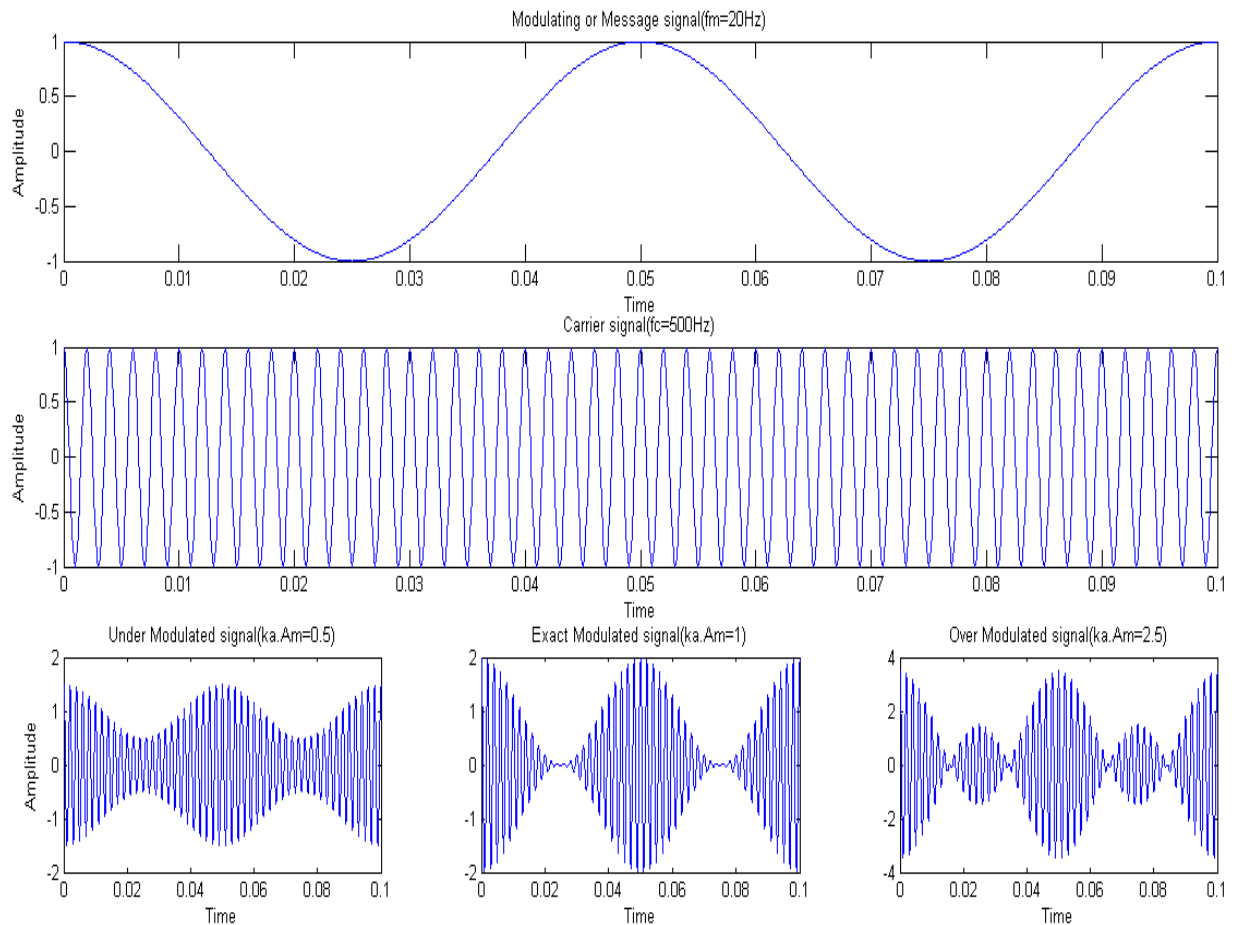 Modulating or Message signal(fm=20Hz)
1
0.5
0
-0.5
-1
Amplitude
0 0.01 0.02 0.03 0.04 0.05 0.06 0.07 0.08 0.09 0.1
Time
Carrier signal(fc=500Hz)
1
0.5
0
-0.5
-1
Amplitude
0 0.01 0.02 0.03 0.04 0.05 0.06 0.07 0.08 0.09 0.1
Time
Under Modulated signal(ka.Am=0.5)
2
1
0
-1
-2
Amplitude
0 0.02 0.04 0.06 0.08 0.1
Time
Exact Modulated signal(ka.Am=1)
2
1
0
-1
-2
0 0.02 0.04 0.06 0.08 0.1
Time
Over Modulated signal(ka.Am=2.5)
4
2
0
-2
-4
0 0.02 0.04 0.06 0.08 0.1
Time